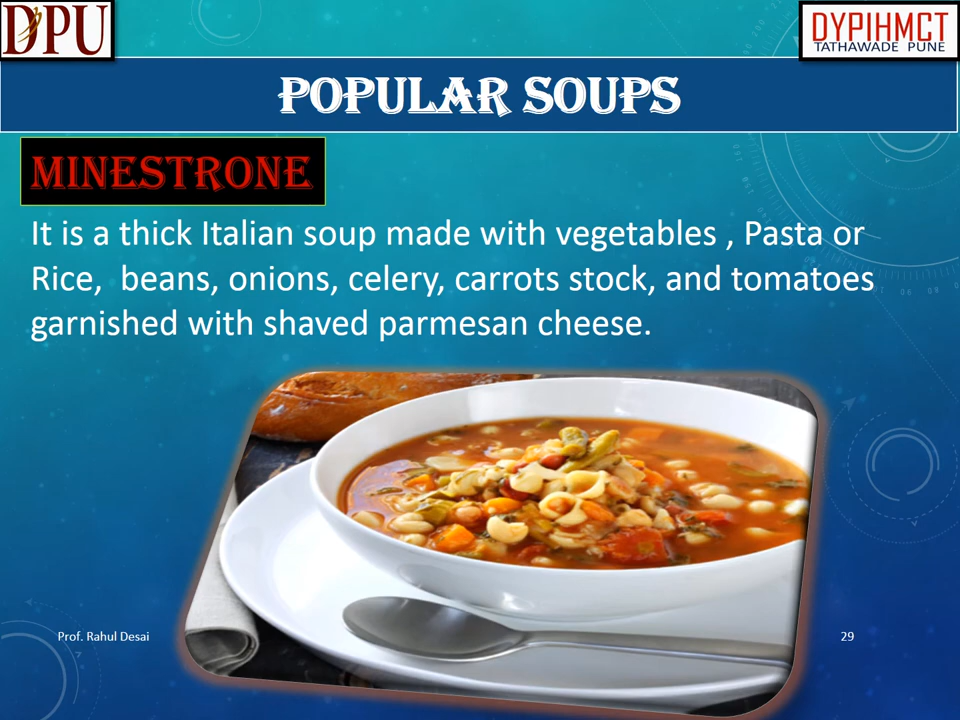 DPU
DYPIHMCT
TATHAWADE PUNE
POPULAR SOUPS
MINESTRONE
It is a thick Italian soup made with vegetables , Pasta or
Rice,  beans, onions, celery, carrots stock, and tomatoes
garnished with shaved parmesan cheese.
Prof. Rahul Desai
29